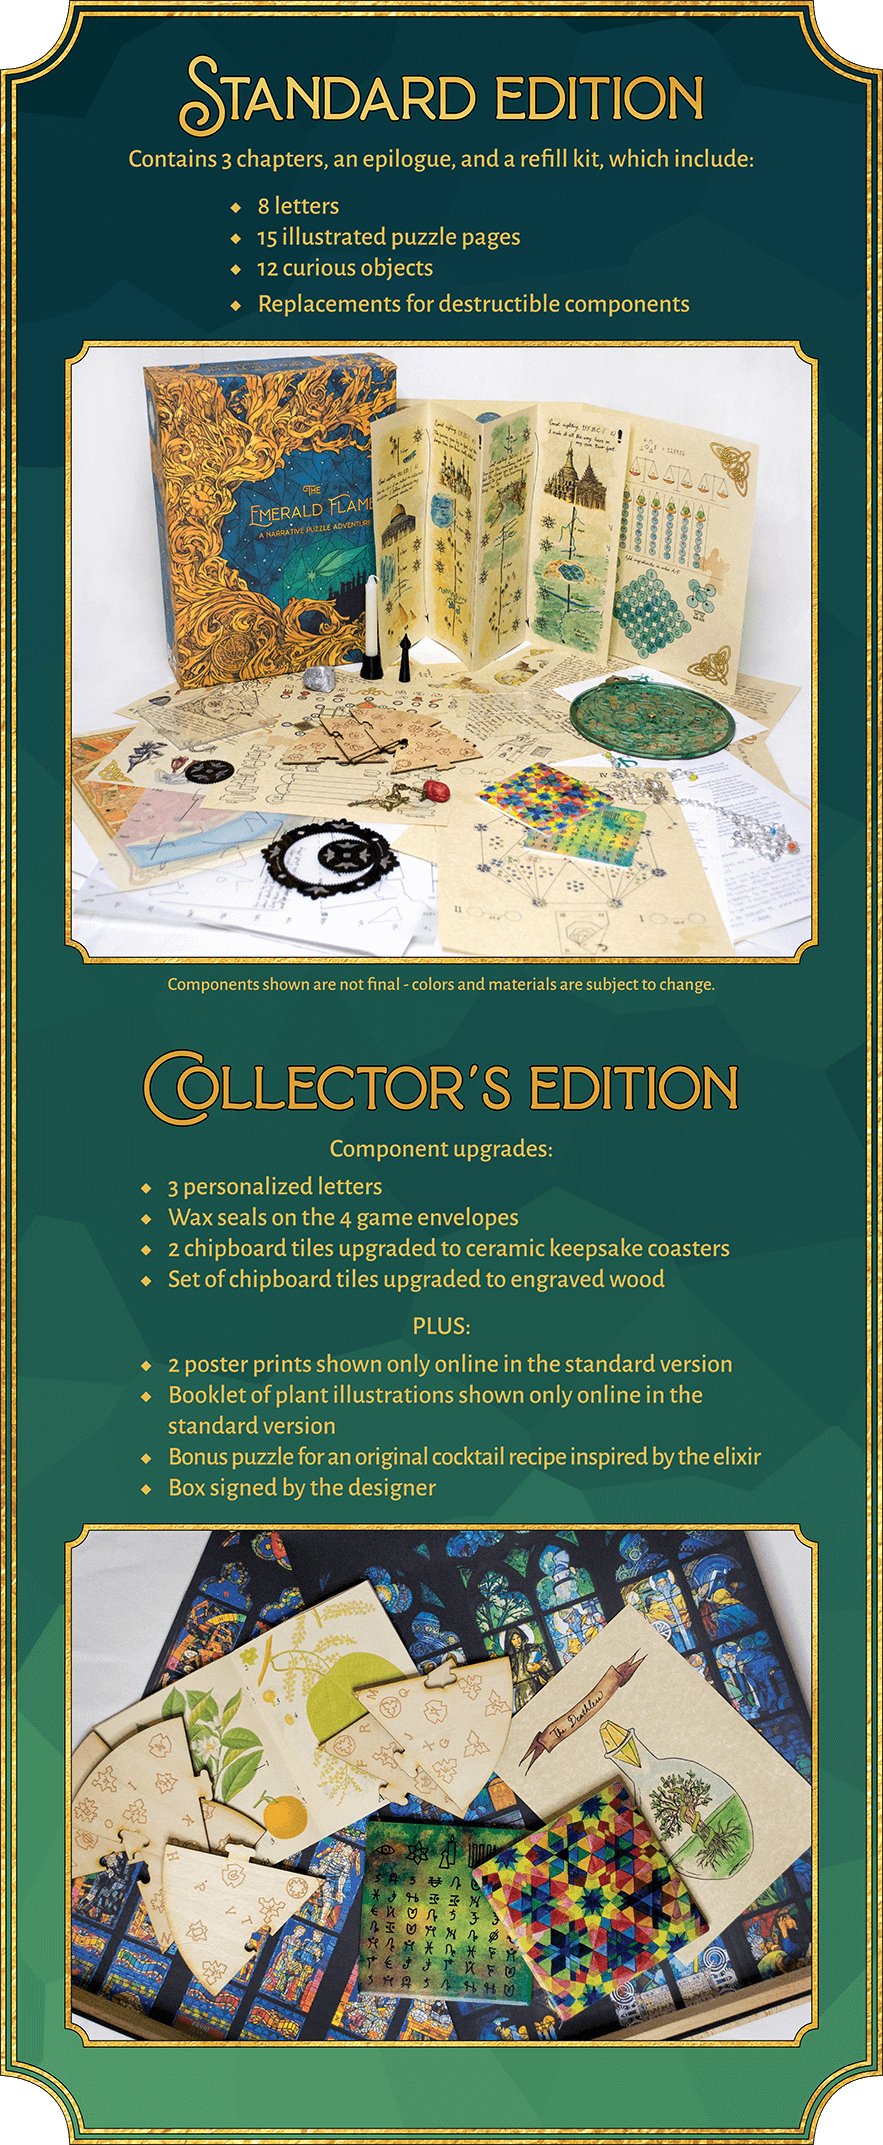 STANDARD EDITION
Contains 3 chapters, an epilogue, and a refill kit, which include:
8 letters
15 illustrated puzzle pages
12 curious objects
Replacements for destructible components
THE
EMERALD FLAME
A NARRATIVE PUZZLE ADVENTURE
Components shown are not final - colors and materials are subject to change.
COLLECTOR'S EDITION
Component upgrades:
3 personalized letters
Wax seals on the 4 game envelopes
2 chipboard tiles upgraded to ceramic keepsake coasters
Set of chipboard tiles upgraded to engraved wood
PLUS:
2 poster prints shown only online in the standard version
Booklet of plant illustrations shown only online in the
standard version
Bonus puzzle for an original cocktail recipe inspired by the elixir
Box signed by the designer
The Deathless